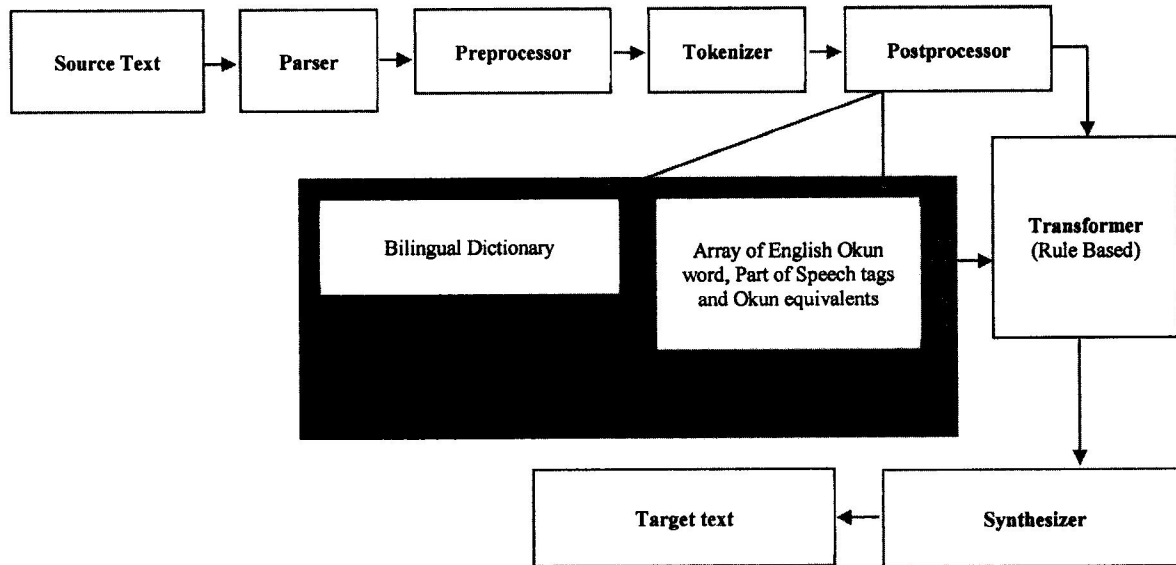 Source Text
Parser
Preprocessor
Tokenizer
Postprocessor
Bilingual Dictionary
Array of English Okun
word, Part of Speech tags
and Okun equivalents
Transformer
(Rule Based)
Target text
Synthesizer